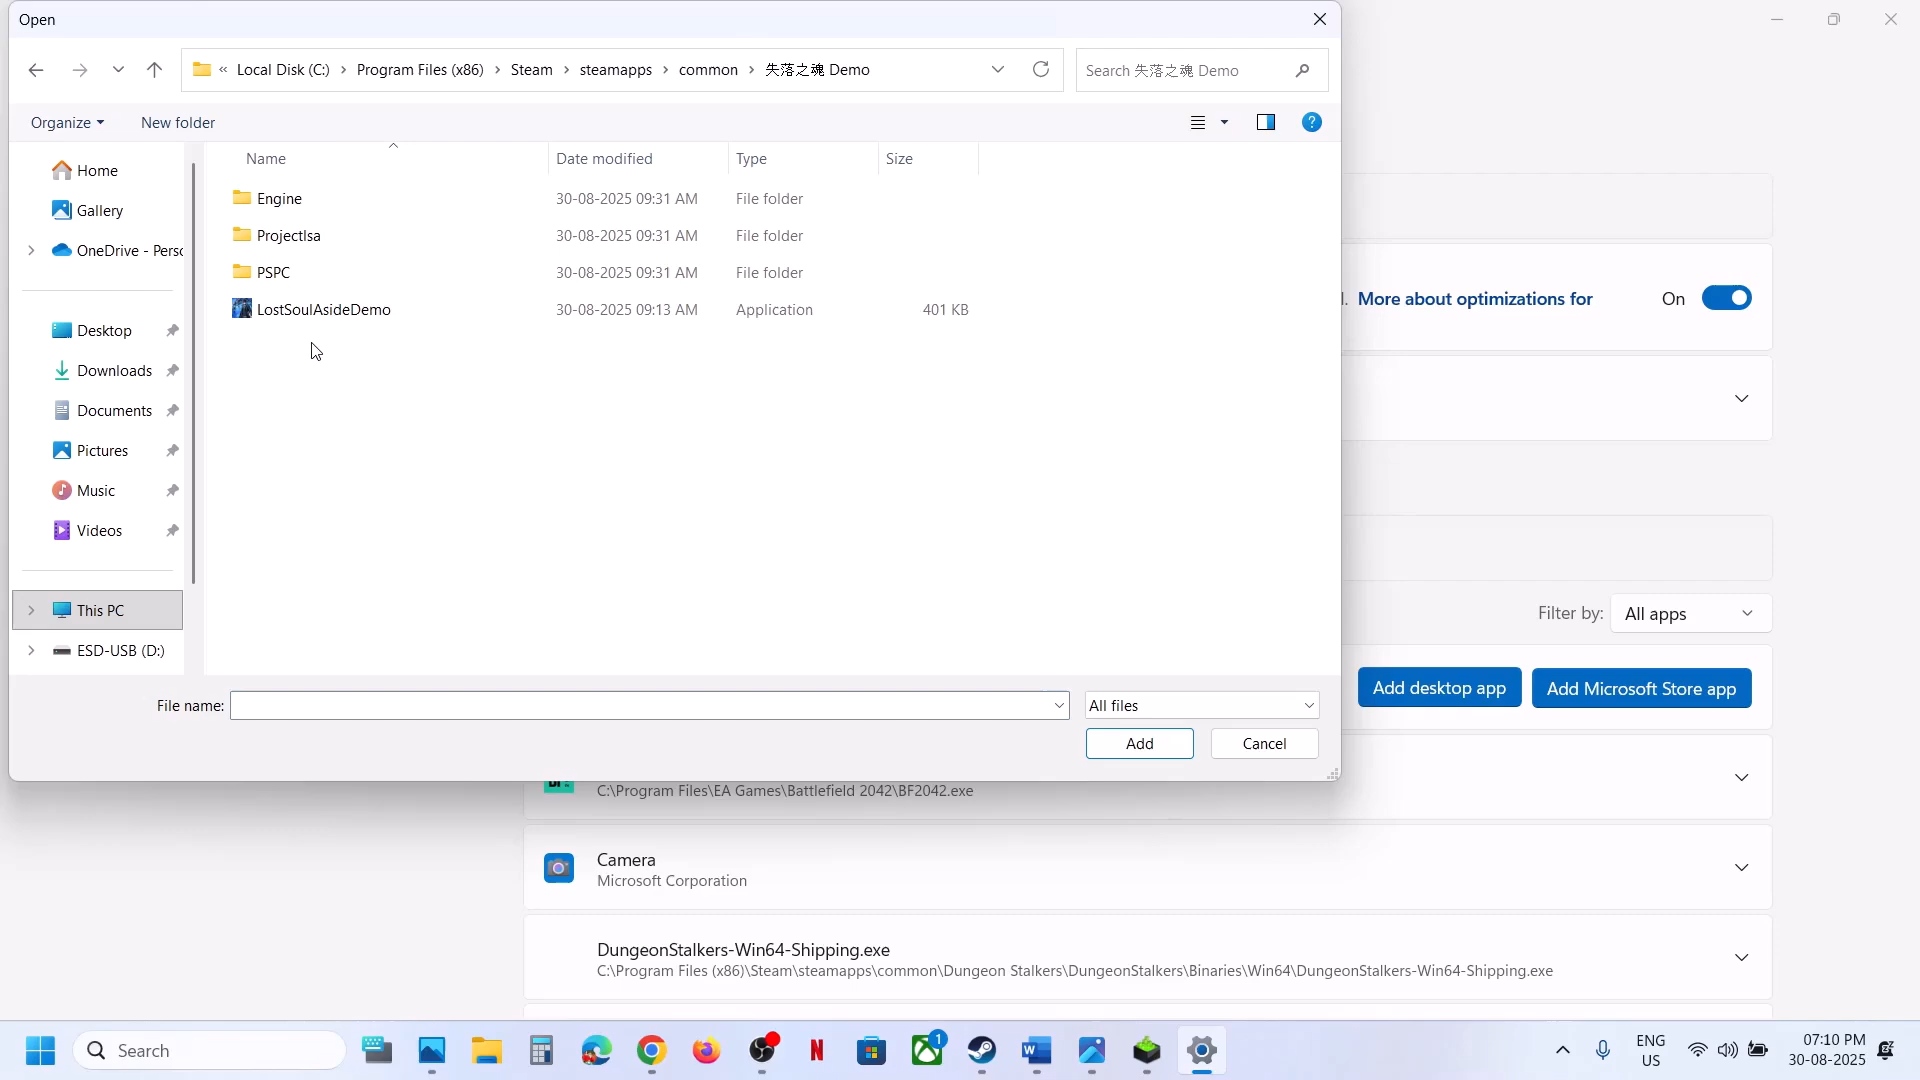 Open
« Local Disk (C:) › Program Files (x86) › Steam › steamapps › common › 失落之魂 Demo
Search 失落之魂 Demo
Organize
New folder
Name
Date modified
Type
Size
Home
Gallery
OneDrive - Perso
Desktop
Downloads
Documents
Pictures
Music
Videos
This PC
ESD-USB (D:)
Engine 30-08-2025 09:31 AM File folder
ProjectIsa 30-08-2025 09:31 AM File folder
PSPC 30-08-2025 09:31 AM File folder
LostSoulAsideDemo 30-08-2025 09:13 AM Application 401 KB
File name:
All files
Add
Cancel
More about optimizations for
On
Filter by:
All apps
Add desktop app
Add Microsoft Store app
C:\Program Files\EA Games\Battlefield 2042\BF2042.exe
Camera
Microsoft Corporation
DungeonStalkers-Win64-Shipping.exe
C:\Program Files (x86)\Steam\steamapps\common\Dungeon Stalkers\DungeonStalkers\Binaries\Win64\DungeonStalkers-Win64-Shipping.exe
Search
1
ENG
US
07:10 PM
30-08-2025